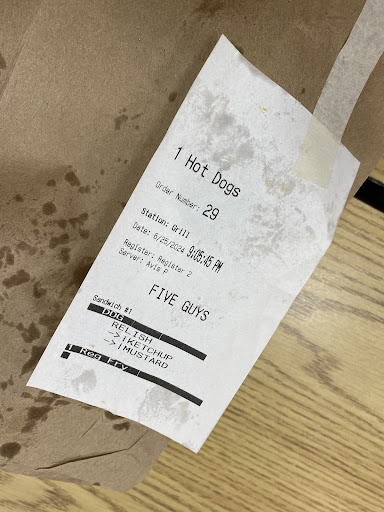 1 Hot Dogs
Order Number: 29
Station: Grill
Date: 6/25/2024 9:05:45 PM
Register: Register 2
Server: Avis P
FIVE GUYS
Sandwich #1
DOG
RELISH
->|KETCHUP
->|MUSTARD
1 Reg Fry